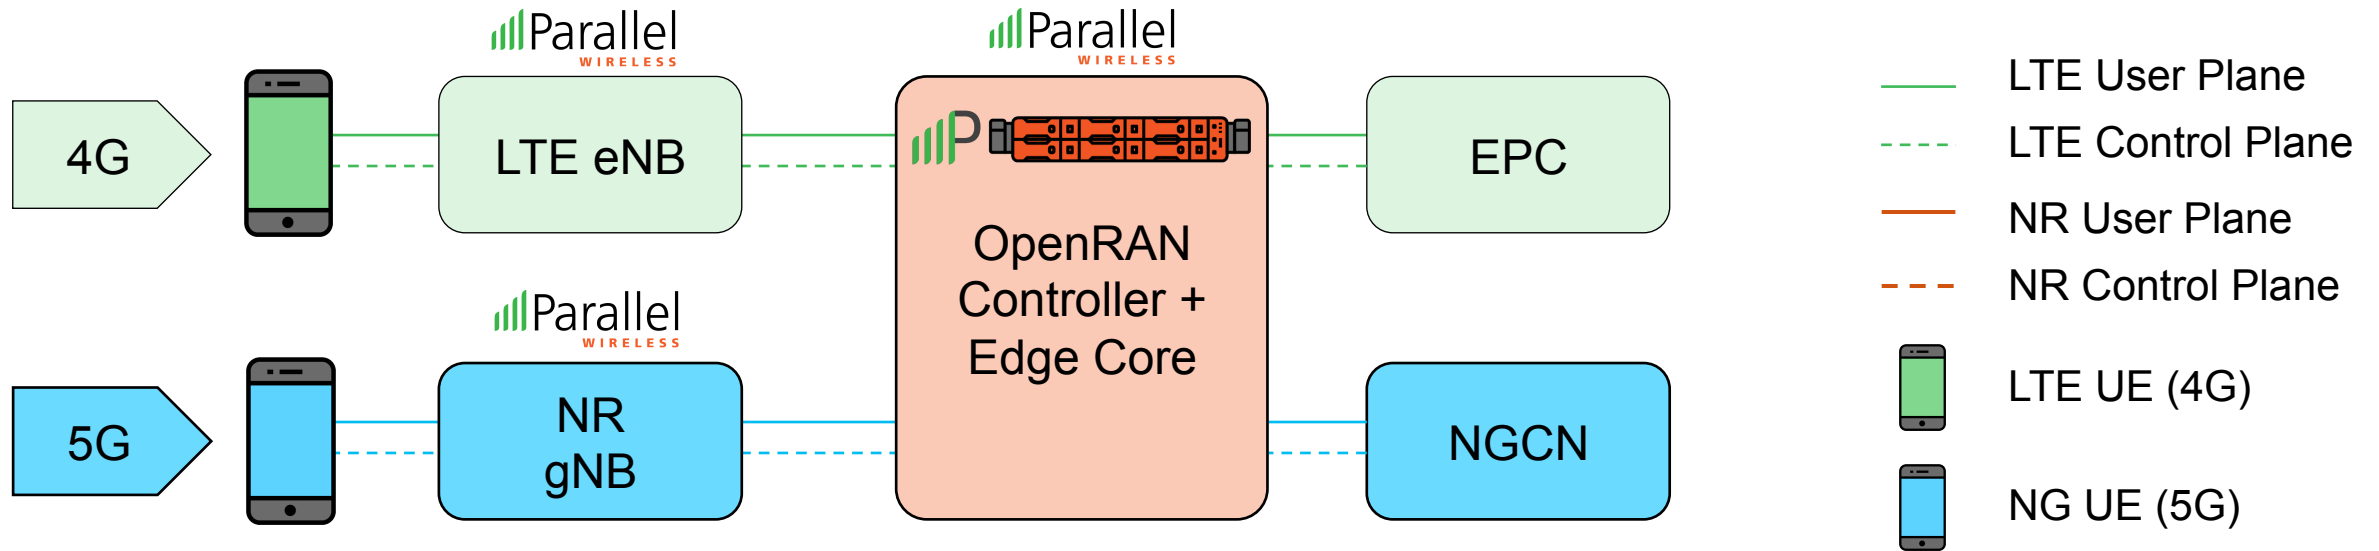 Parallel
WIRELESS
Parallel
WIRELESS
4G
LTE eNB
P
OpenRAN
Controller +
Edge Core
EPC
Parallel
WIRELESS
5G
NR
gNB
NGCN
LTE User Plane
LTE Control Plane
NR User Plane
NR Control Plane
LTE UE (4G)
NG UE (5G)